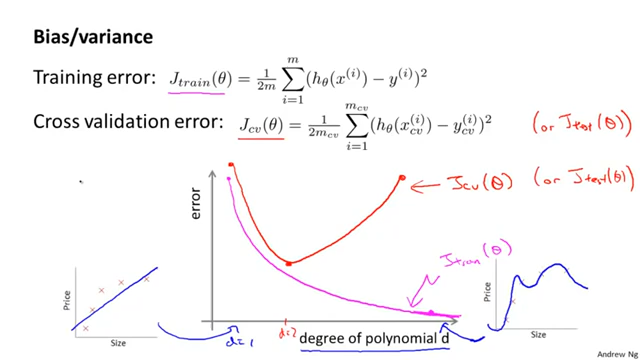 Bias/variance
Training error: J_train(θ) = 1/2m ∑_{i=1}^{m} (h_θ(x^{(i)}) − y^{(i)})²
Cross validation error: J_cv(θ) = 1/2m_cv ∑_{i=1}^{m_cv} (h_θ(x_cv^{(i)}) − y_cv^{(i)})² (or J_test(θ))
J_cv(θ) (or J_test(θ))
error
J_train(θ)
Price
Size
d=1
d=2
degree of polynomial d
Price
Size
Andrew Ng